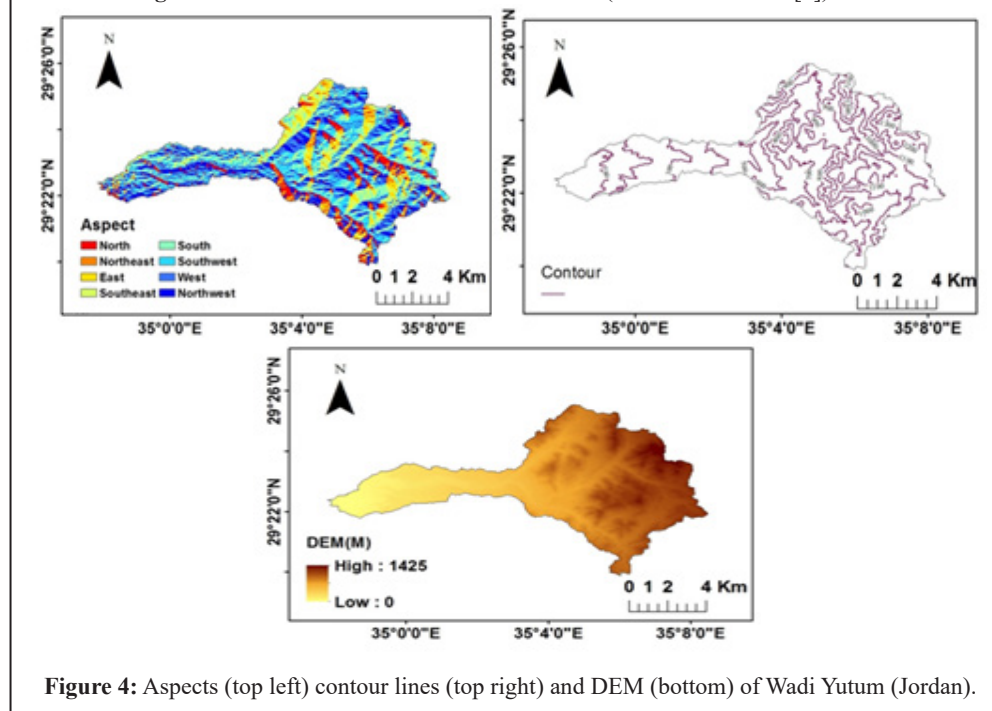 N
29°26'0"N
29°22'0"N
Aspect
North
South
Northeast
Southwest
East
West
Southeast
Northwest
0 1 2 4 Km
35°0'0"E 35°4'0"E 35°8'0"E
N
29°26'0"N
29°22'0"N
Contour
0 1 2 4 Km
35°0'0"E 35°4'0"E 35°8'0"E
N
29°26'0"N
29°22'0"N
DEM(M)
High : 1425
Low : 0
0 1 2 4 Km
35°0'0"E 35°4'0"E 35°8'0"E
Figure 4: Aspects (top left) contour lines (top right) and DEM (bottom) of Wadi Yutum (Jordan).